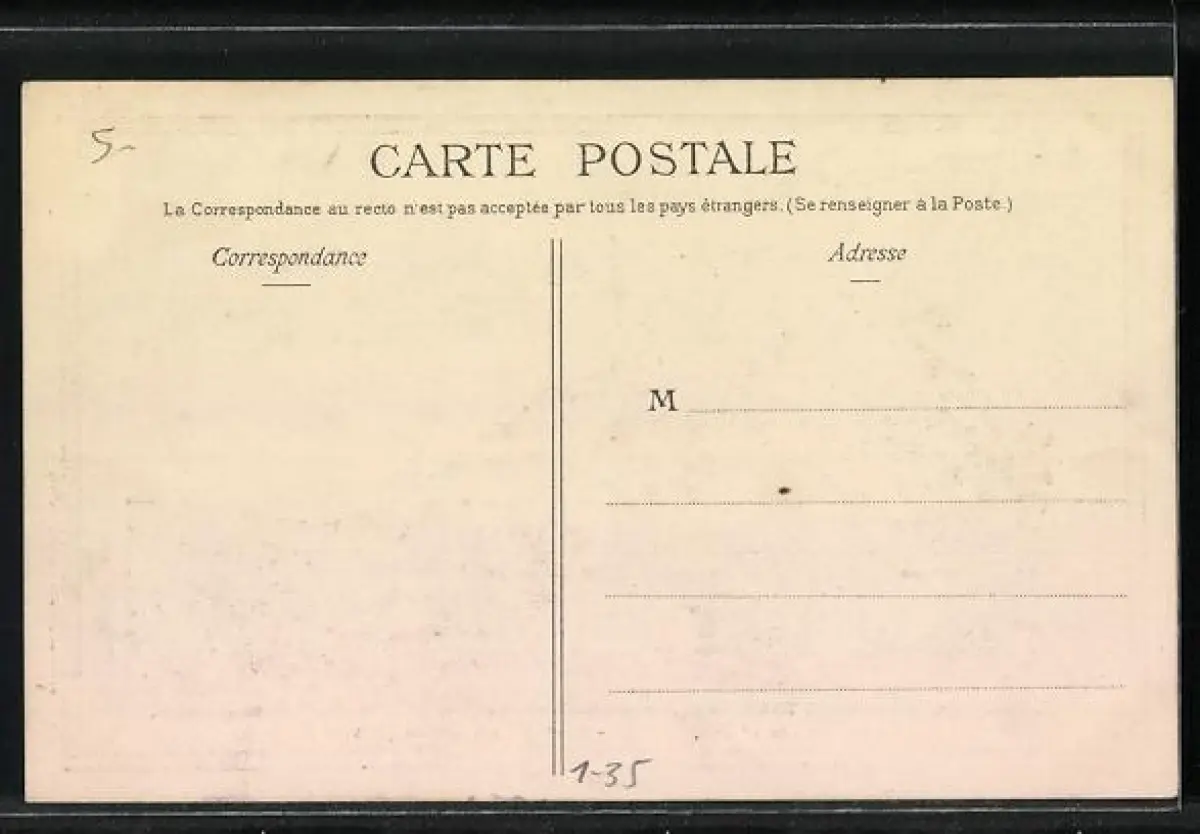 5-
CARTE POSTALE
La Correspondance au recto n'est pas acceptée par tous les pays étrangers. (Se renseigner à la Poste.)
Correspondance
Adresse
M
1-35